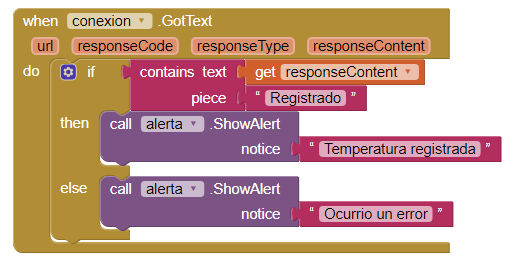 when conexion .GotText
url responseCode responseType responseContent
do if contains text get responseContent
piece " Registrado "
then call alerta .ShowAlert
notice " Temperatura registrada "
else call alerta .ShowAlert
notice " Ocurrio un error "